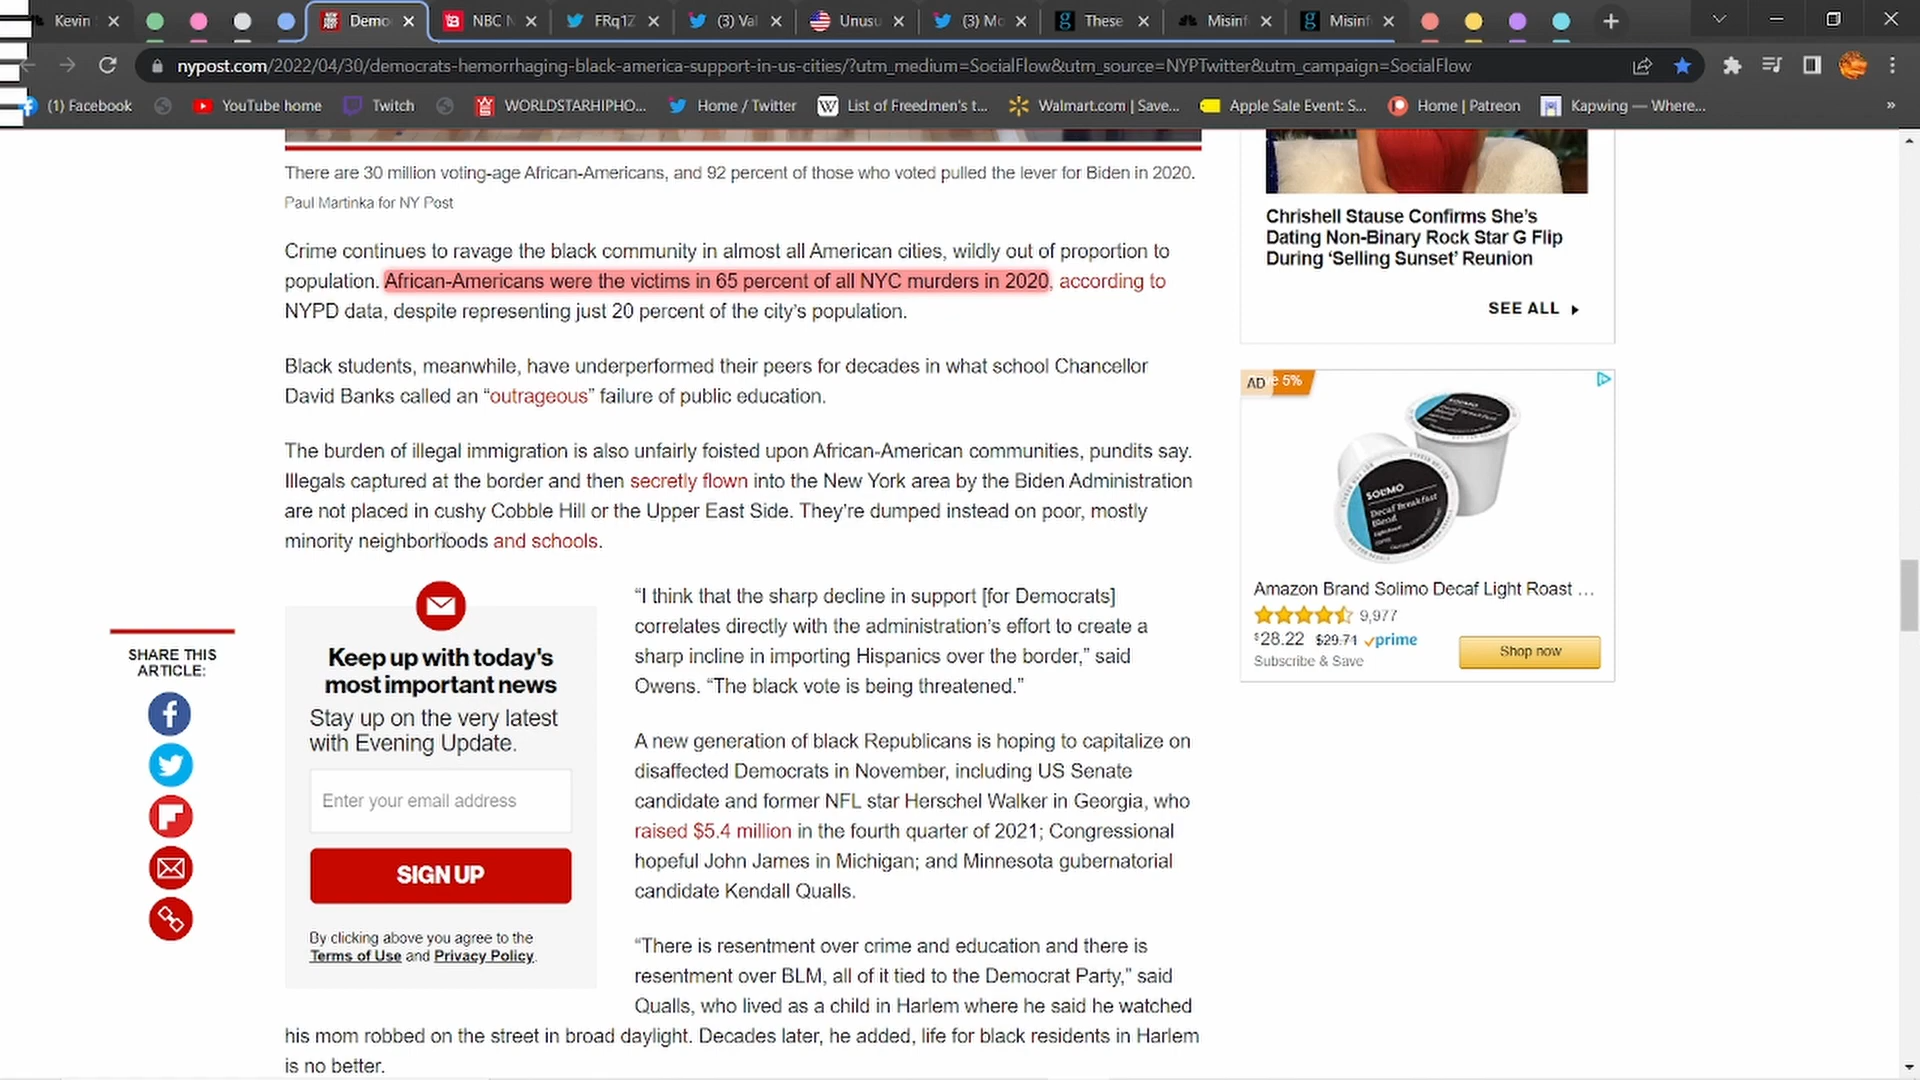 Kevin
Demo
NBC N
FRq1Z
(3) Val
Unusu
(3) Mo
These
Misinf
Misinf
nypost.com/2022/04/30/democrats-hemorrhaging-black-america-support-in-us-cities/?utm_medium=SocialFlow&utm_source=NYPTwitter&utm_campaign=SocialFlow
(1) Facebook
YouTube home
Twitch
WORLDSTARHIPHO...
Home / Twitter
List of Freedmen's t...
Walmart.com | Save...
Apple Sale Event: S...
Home | Patreon
Kapwing — Where...
»
There are 30 million voting-age African-Americans, and 92 percent of those who voted pulled the lever for Biden in 2020.
Paul Martinka for NY Post
Crime continues to ravage the black community in almost all American cities, wildly out of proportion to
population. African-Americans were the victims in 65 percent of all NYC murders in 2020, according to
NYPD data, despite representing just 20 percent of the city's population.
Black students, meanwhile, have underperformed their peers for decades in what school Chancellor
David Banks called an “outrageous” failure of public education.
The burden of illegal immigration is also unfairly foisted upon African-American communities, pundits say.
Illegals captured at the border and then secretly flown into the New York area by the Biden Administration
are not placed in cushy Cobble Hill or the Upper East Side. They're dumped instead on poor, mostly
minority neighborhoods and schools.
“I think that the sharp decline in support [for Democrats]
correlates directly with the administration's effort to create a
sharp incline in importing Hispanics over the border,” said
Owens. “The black vote is being threatened.”
A new generation of black Republicans is hoping to capitalize on
disaffected Democrats in November, including US Senate
candidate and former NFL star Herschel Walker in Georgia, who
raised $5.4 million in the fourth quarter of 2021; Congressional
hopeful John James in Michigan; and Minnesota gubernatorial
candidate Kendall Qualls.
“There is resentment over crime and education and there is
resentment over BLM, all of it tied to the Democrat Party,” said
Qualls, who lived as a child in Harlem where he said he watched
his mom robbed on the street in broad daylight. Decades later, he added, life for black residents in Harlem
is no better.
SHARE THIS
ARTICLE:
Keep up with today's
most important news
Stay up on the very latest
with Evening Update.
Enter your email address
SIGN UP
By clicking above you agree to the
Terms of Use and Privacy Policy.
Chrishell Stause Confirms She's
Dating Non-Binary Rock Star G Flip
During ‘Selling Sunset’ Reunion
SEE ALL
AD
e 5%
SOLIMO
Decaf Breakfast
Blend
Amazon Brand Solimo Decaf Light Roast ...
9,977
$28.22 $29.71 prime
Subscribe & Save
Shop now